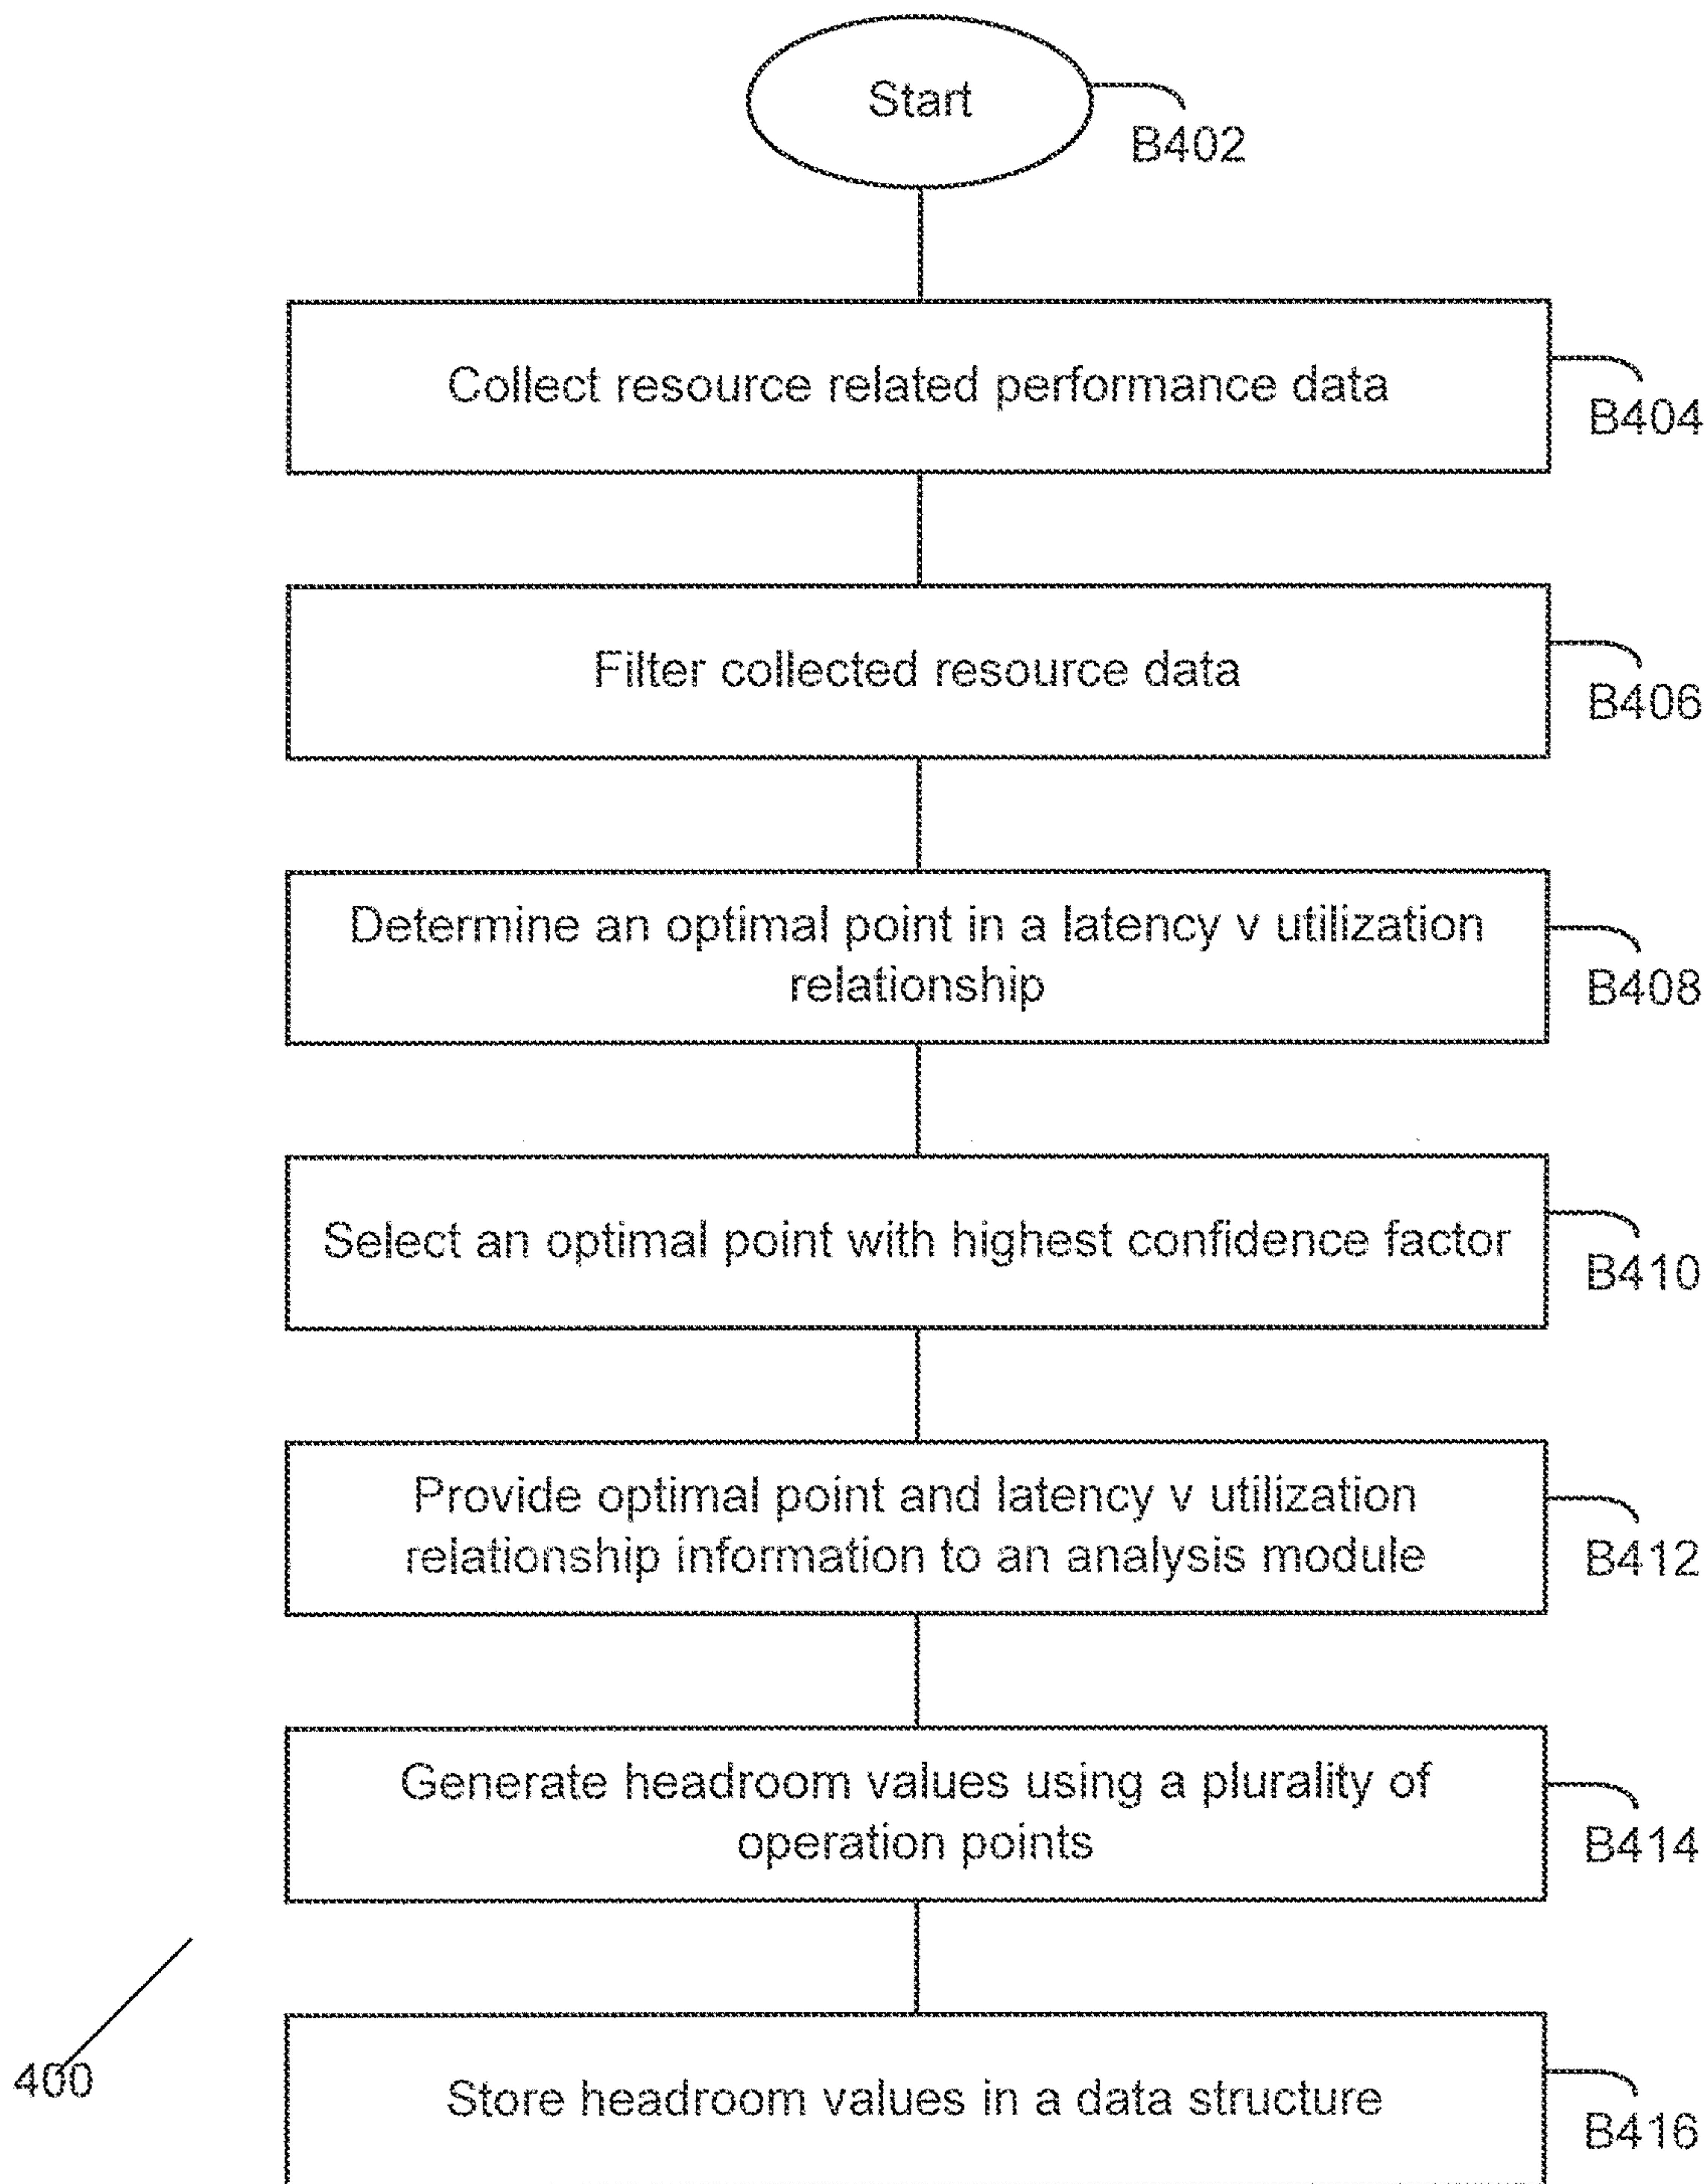 Start
B402
Collect resource related performance data
B404
Filter collected resource data
B406
Determine an optimal point in a latency v utilization
relationship
B408
Select an optimal point with highest confidence factor
B410
Provide optimal point and latency v utilization
relationship information to an analysis module
B412
Generate headroom values using a plurality of
operation points
B414
400
Store headroom values in a data structure
B416